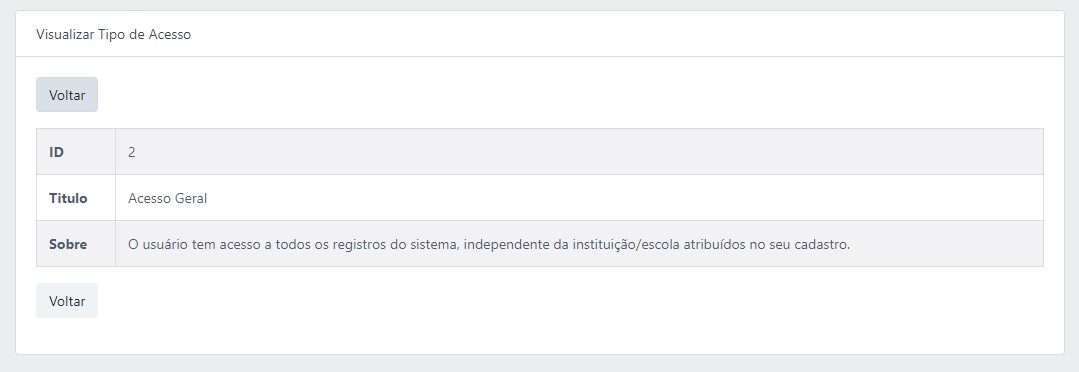 Visualizar Tipo de Acesso
Voltar
ID 2
Titulo Acesso Geral
Sobre O usuário tem acesso a todos os registros do sistema, independente da instituição/escola atribuídos no seu cadastro.
Voltar